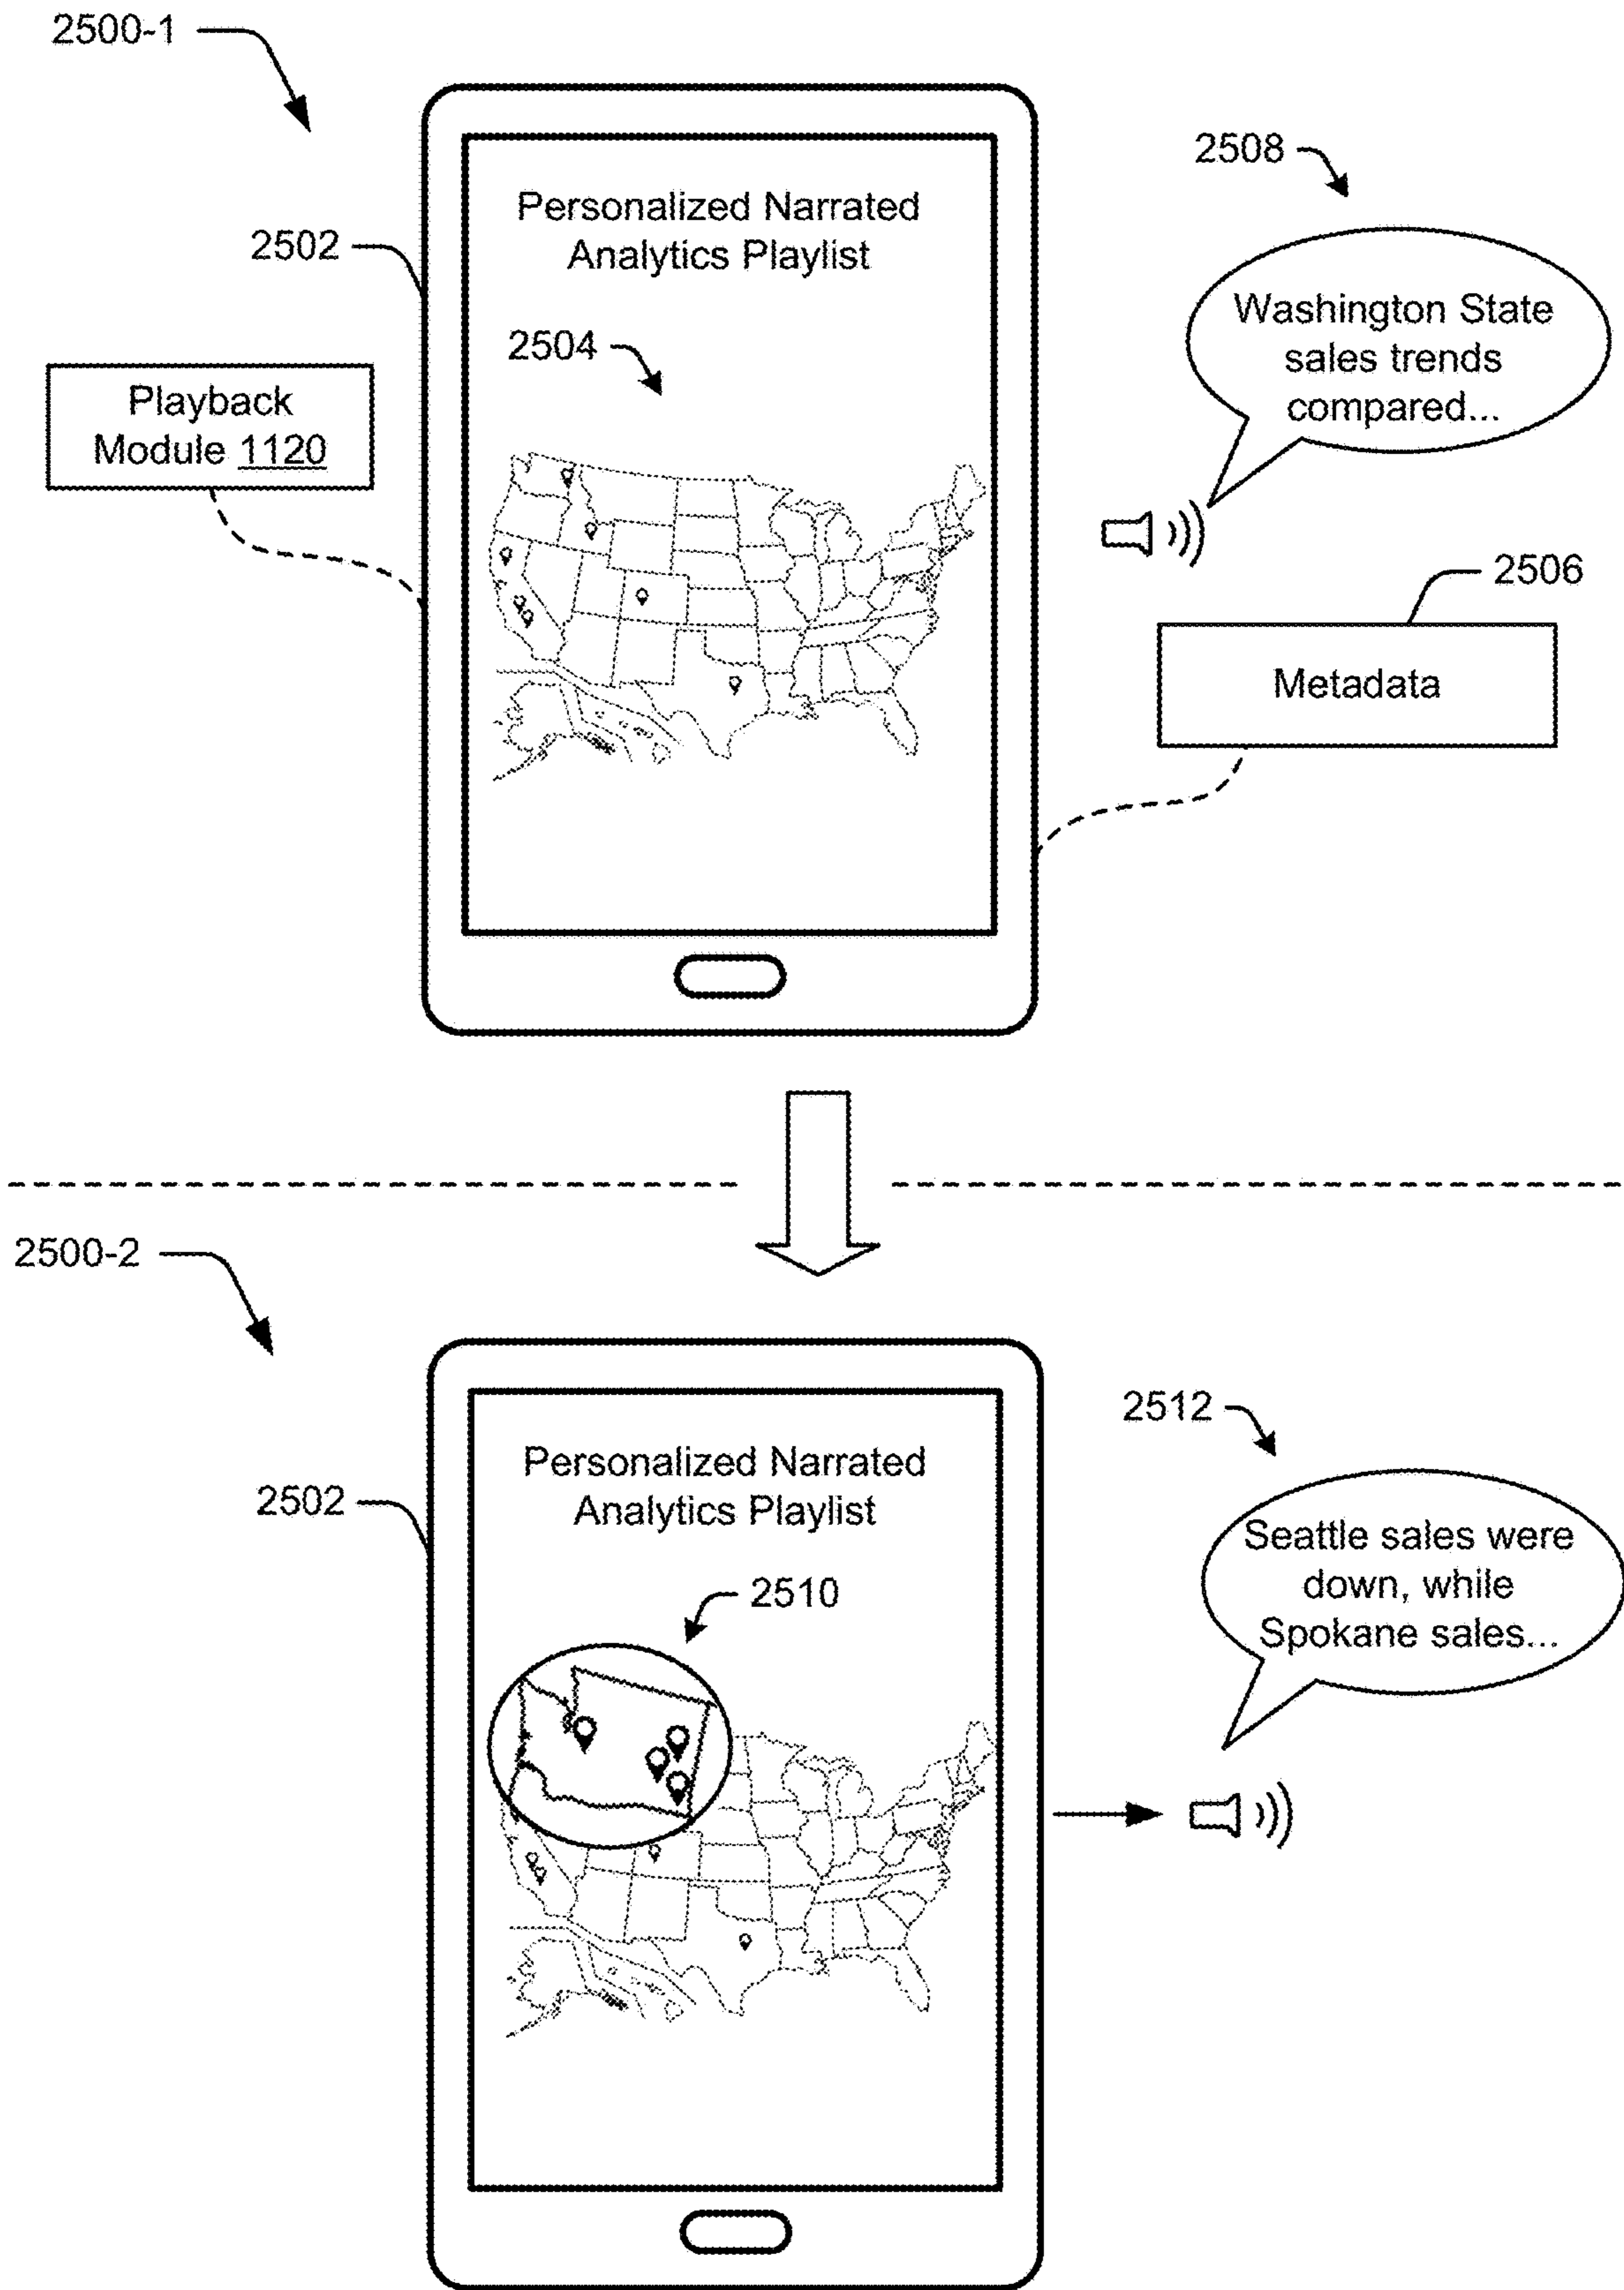 2500-1
2508
Personalized Narrated
Analytics Playlist
2502
Washington State
sales trends
compared...
2504
Playback
Module 1120
2506
Metadata
2500-2
2512
Personalized Narrated
Analytics Playlist
2502
Seattle sales were
down, while
Spokane sales...
2510